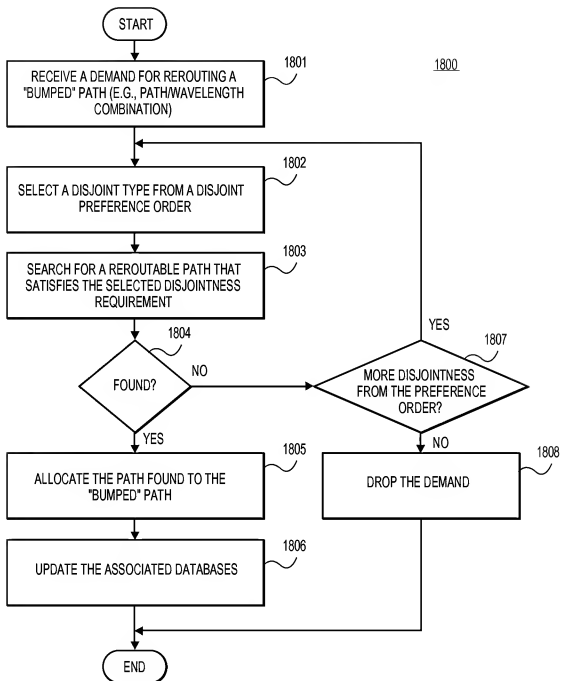 START
1800
1801
RECEIVE A DEMAND FOR REROUTING A
"BUMPED" PATH (E.G., PATH/WAVELENGTH
COMBINATION)
1802
SELECT A DISJOINT TYPE FROM A DISJOINT
PREFERENCE ORDER
1803
SEARCH FOR A REROUTABLE PATH THAT
SATISFIES THE SELECTED DISJOINTNESS
REQUIREMENT
1804
FOUND?
NO
YES
YES
1807
MORE DISJOINTNESS
FROM THE PREFERENCE
ORDER?
NO
1805
ALLOCATE THE PATH FOUND TO THE
"BUMPED" PATH
1808
DROP THE DEMAND
1806
UPDATE THE ASSOCIATED DATABASES
END